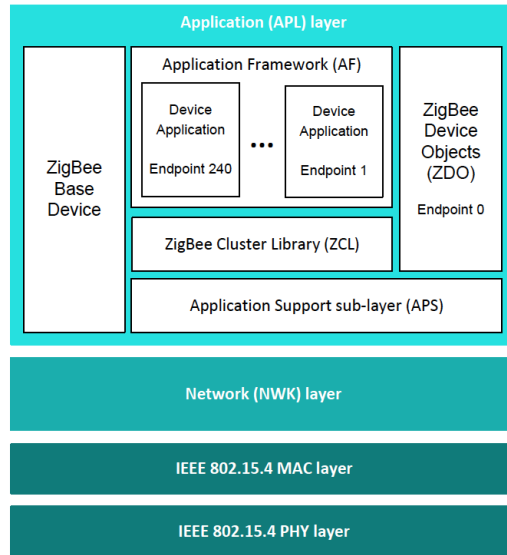 Application (APL) layer
ZigBee
Base
Device
Application Framework (AF)
Device
Application
Endpoint 240
...
Device
Application
Endpoint 1
ZigBee
Device
Objects
(ZDO)
Endpoint 0
ZigBee Cluster Library (ZCL)
Application Support sub-layer (APS)
Network (NWK) layer
IEEE 802.15.4 MAC layer
IEEE 802.15.4 PHY layer